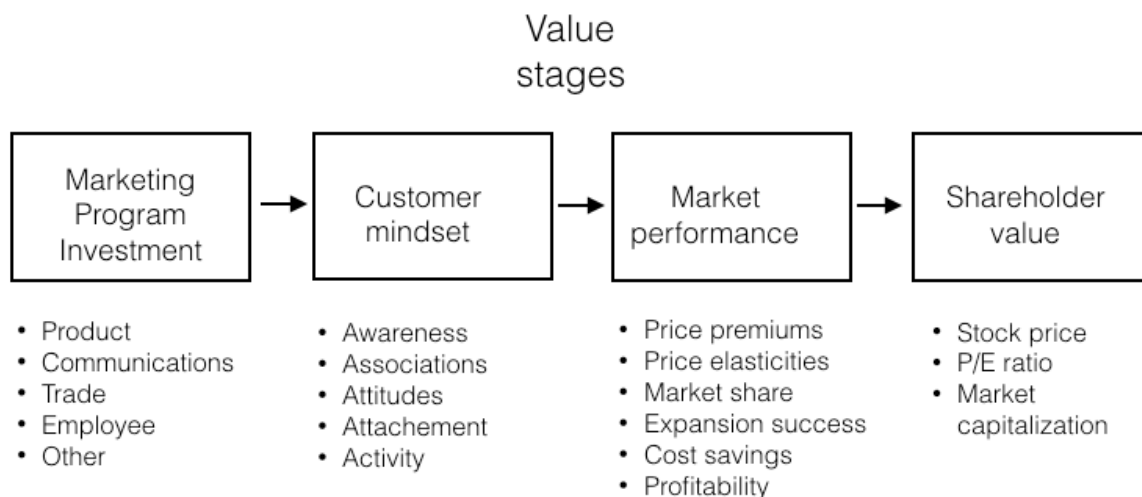 Value
stages
Marketing
Program
Investment
Customer
mindset
Market
performance
Shareholder
value
• Product
• Communications
• Trade
• Employee
• Other
• Awareness
• Associations
• Attitudes
• Attachement
• Activity
• Price premiums
• Price elasticities
• Market share
• Expansion success
• Cost savings
• Profitability
• Stock price
• P/E ratio
• Market
capitalization